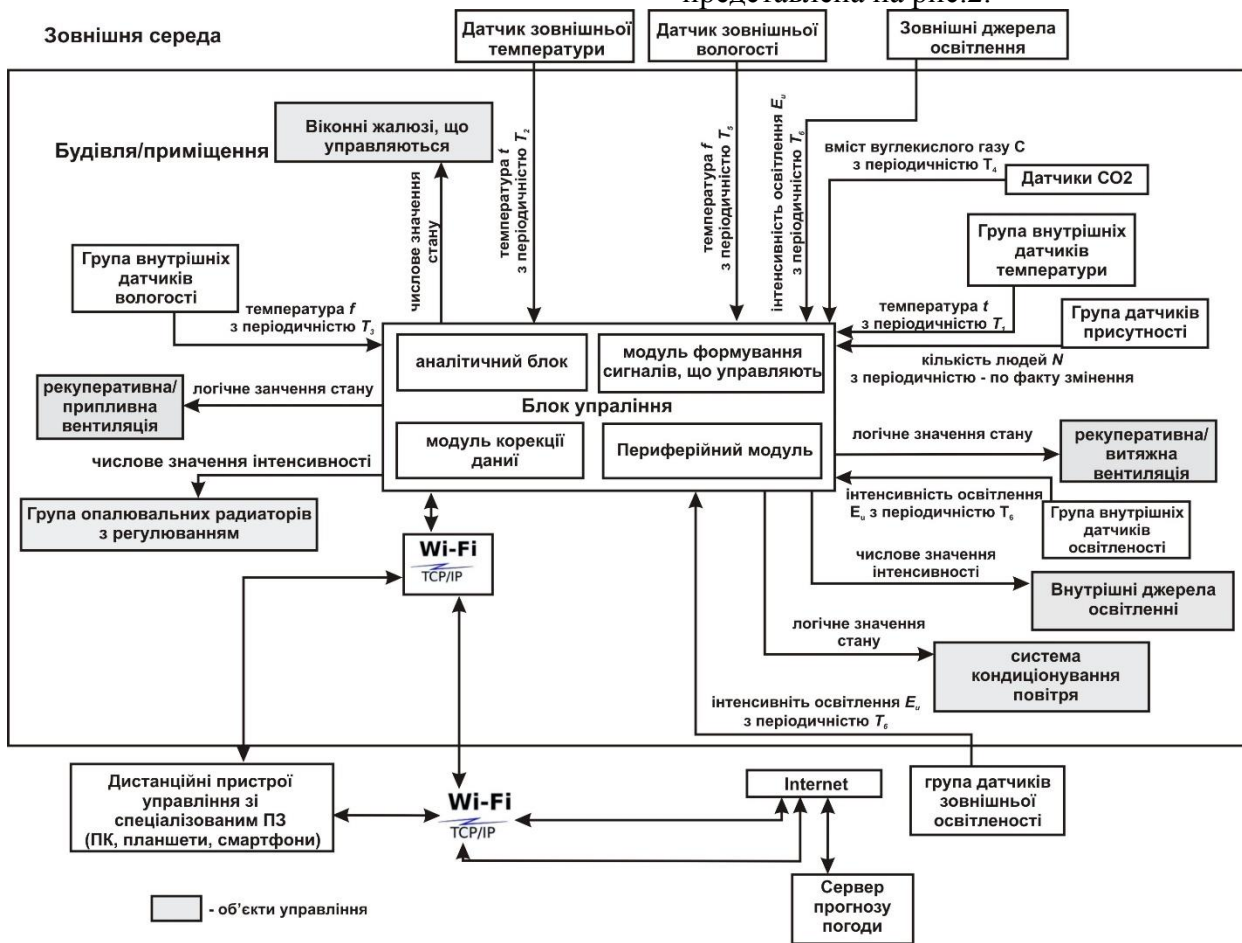 представлена на рис.2.
Зовнішня середа
Датчик зовнішньої
температури
Датчик зовнішньої
вологості
Зовнішні джерела
освітлення
Будівля/приміщення
Віконні жалюзі, що
управляються
числове значення
стану
температура t
з періодичністю T₂
температура f
з періодичністю T₅
інтенсивність освітлення Eᵤ
з періодичністю T₆
вміст вуглекислого газу С
з періодичністю Т₄
Датчики СО2
Група внутрішніх
датчиків
вологості
температура f
з періодичністю T₃
Група внутрішніх
датчиків
температури
температура t
з періодичністю T₁
Група датчиків
присутності
кількість людей N
з періодичністю - по факту змінення
аналітичний блок
модуль формування
сигналів, що управляють
Блок упраління
модуль корекції
даниї
Периферійний модуль
рекуперативна/
припливна
вентиляція
логічне занчення стану
числове значення інтенсивності
Група опалювальних радиаторів
з регулюванням
логічне значення стану
рекуперативна/
витяжна
вентиляція
інтенсивність освітлення
Eᵤ з періодичністю T₆
Група внутрішніх
датчиків
освітленості
числове значення
інтенсивності
Внутрішні джерела
освітленні
логічне значення
стану
система
кондиціонування
повітря
Wi-Fi
TCP/IP
інтенсивніть освітлення Eᵤ
з періодичністю T₆
Дистанційні пристрої
управління зі
спеціалізованим ПЗ
(ПК, планшети, смартфони)
Wi-Fi
TCP/IP
Internet
група датчиків
зовнішньої
освітленості
Сервер
прогнозу
погоди
- об'єкти управління